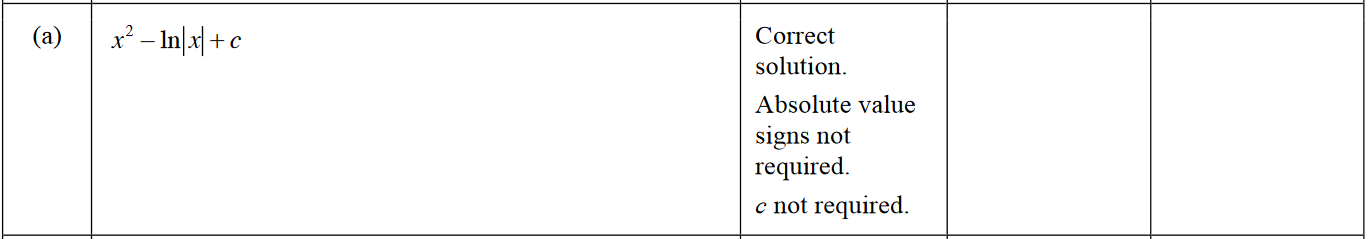 (a)
x² – ln|x| + c
Correct
solution.
Absolute value
signs not
required.
c not required.